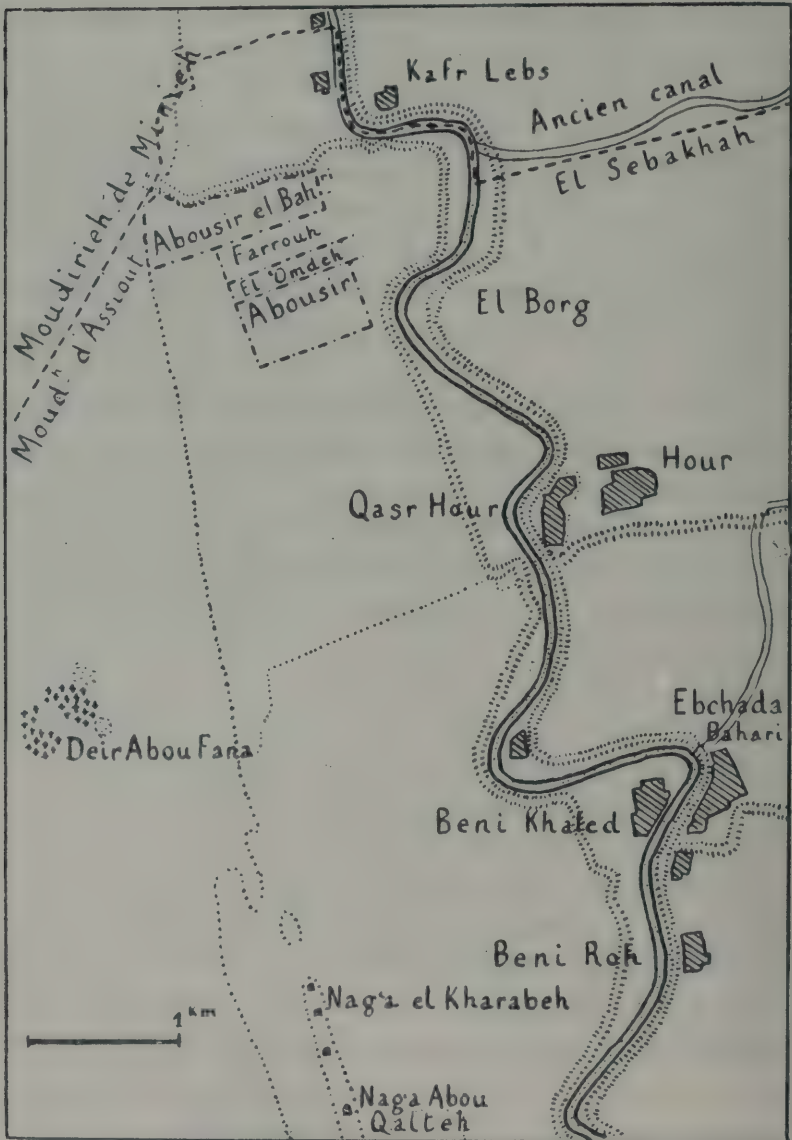 Kafr Lebs
Ancien canal
El Sebakhah
Moudirieh de Minieh
Moud.h d'Assiout
Abousir el Bah
Farrouh
El 'Omdeh
Abousir
El Borg
Hour
Qasr Hour
Ebchada
Bahari
Deir Abou Fana
Beni Khaled
Beni Roh
1 km
Nag'a el Kharabeh
Naga Abou
Qalteh